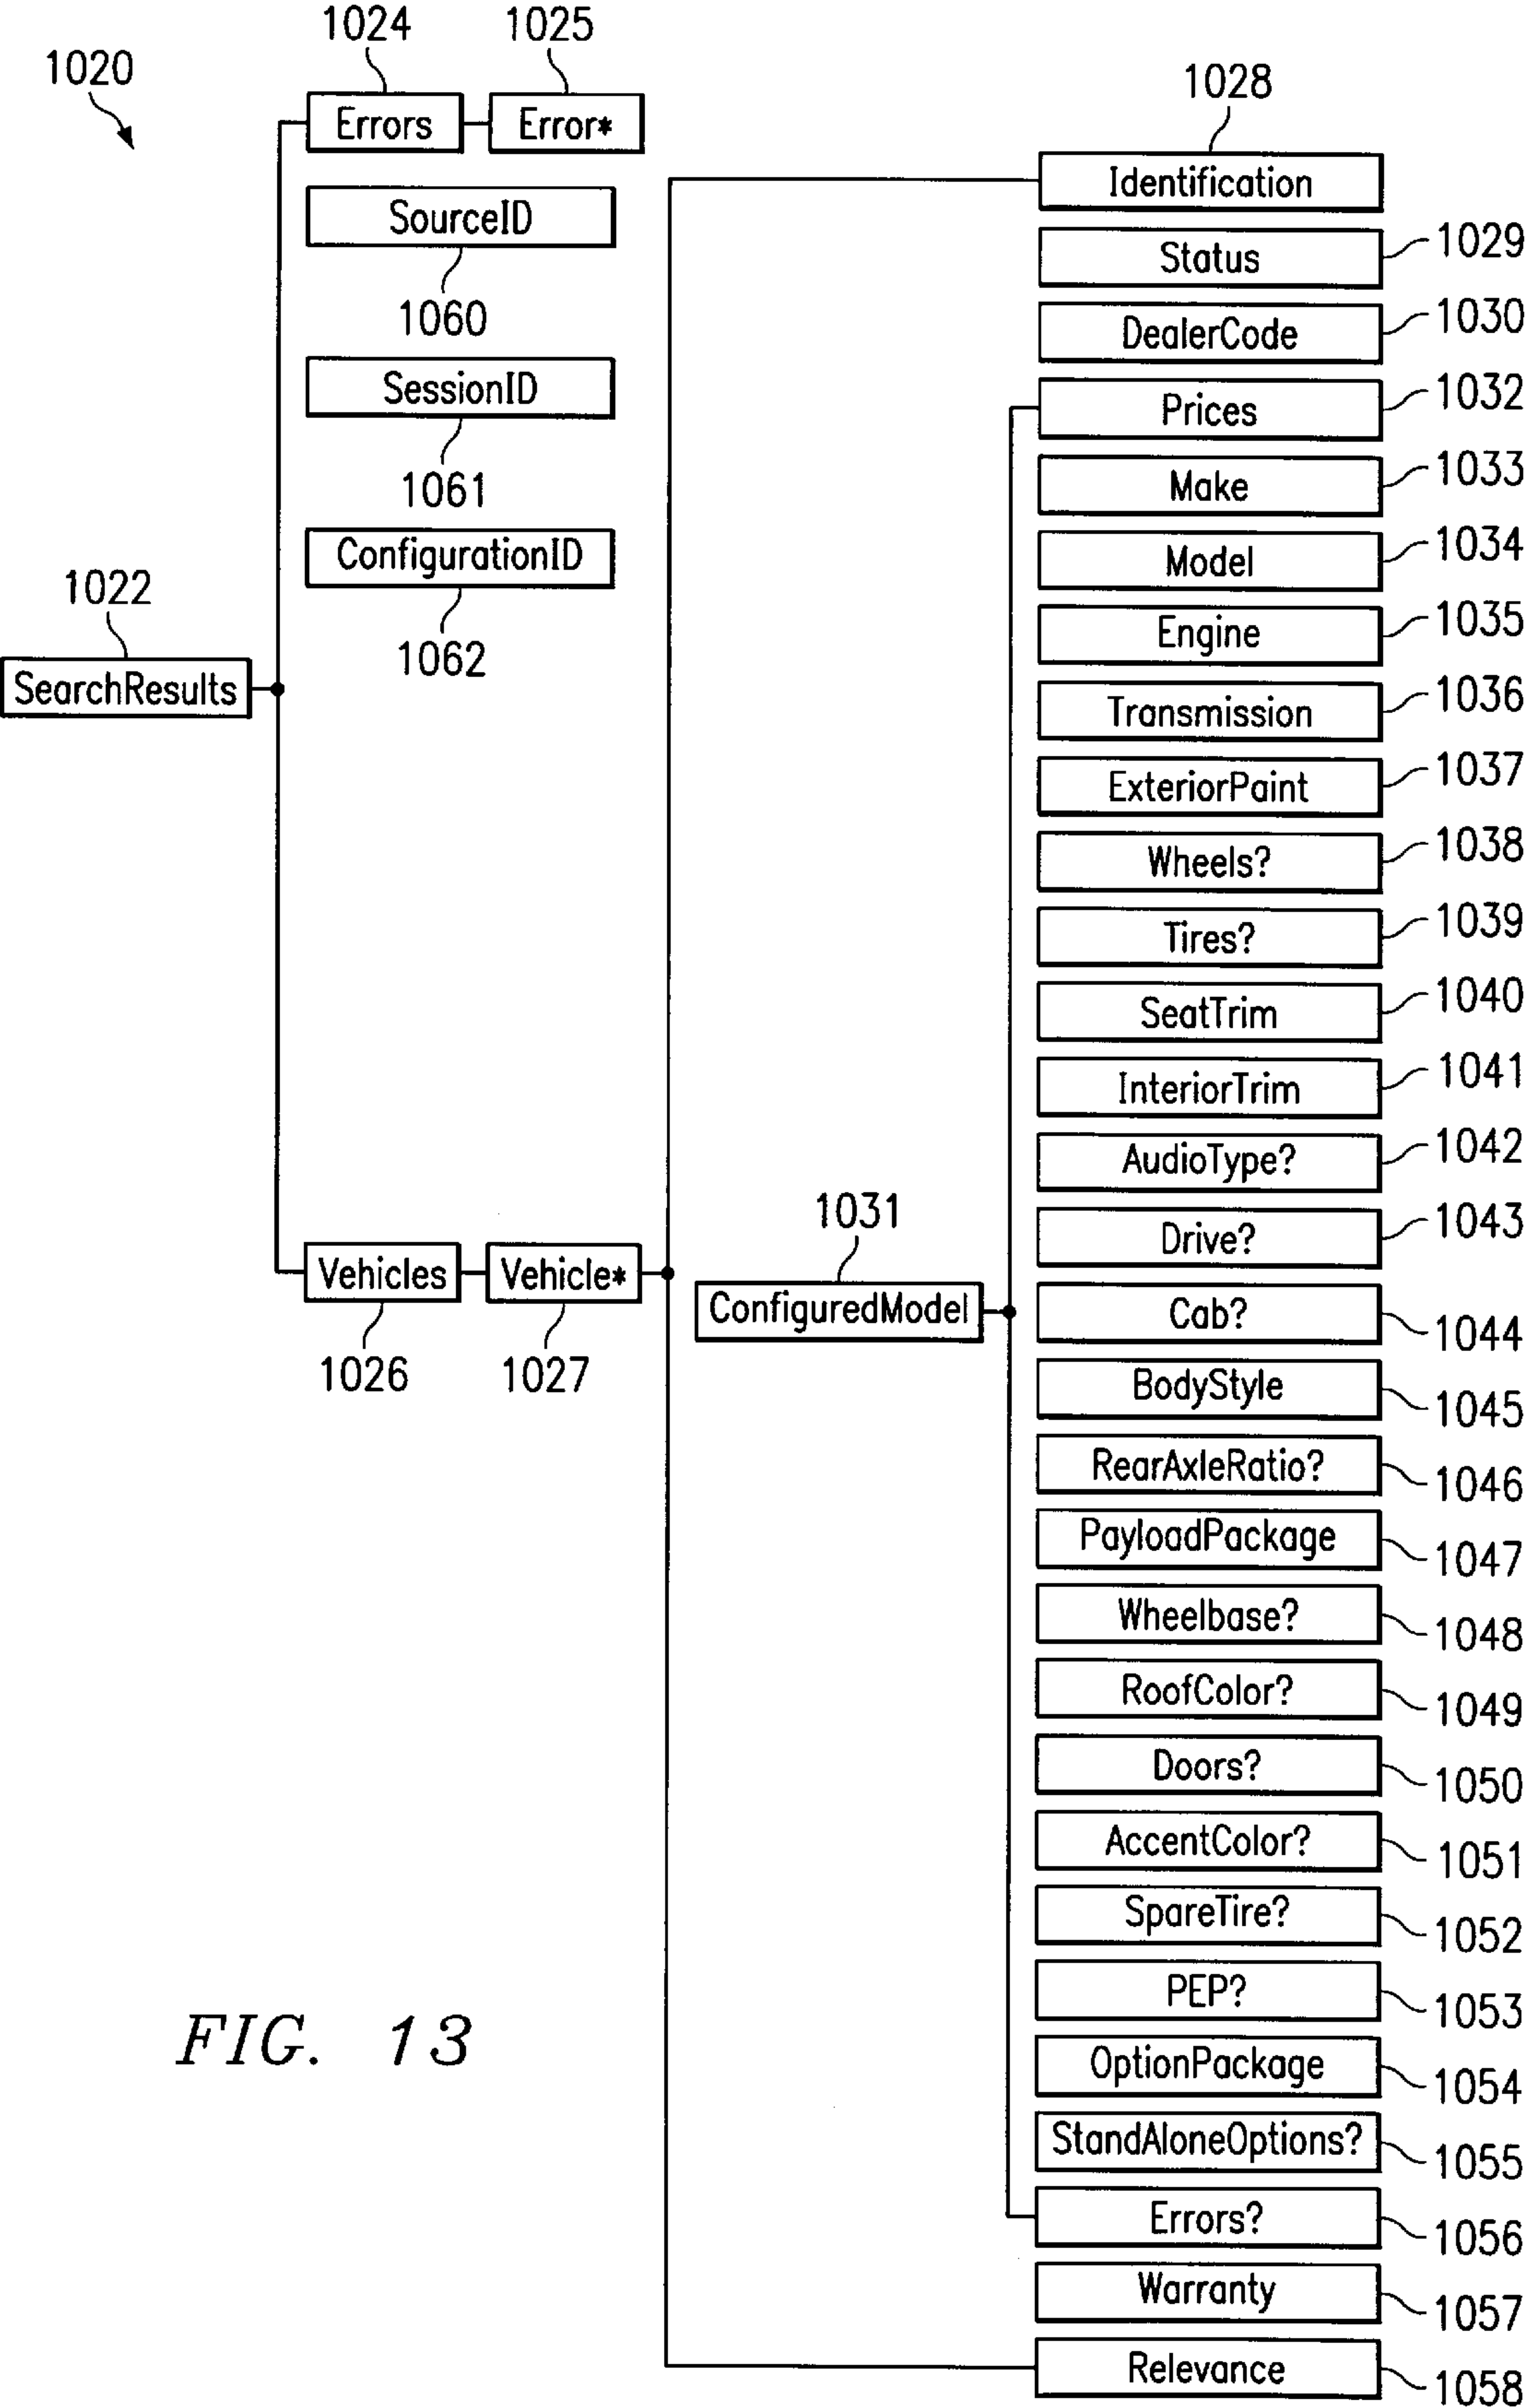 1020
1024
1025
Errors
Error*
SourceID
1060
SessionID
1061
ConfigurationID
1062
1022
SearchResults
Vehicles
Vehicle*
1026
1027
1031
ConfiguredModel
1028
Identification
Status 1029
DealerCode 1030
Prices 1032
Make 1033
Model 1034
Engine 1035
Transmission 1036
ExteriorPaint 1037
Wheels? 1038
Tires? 1039
SeatTrim 1040
InteriorTrim 1041
AudioType? 1042
Drive? 1043
Cab? 1044
BodyStyle 1045
RearAxleRatio? 1046
PayloadPackage 1047
Wheelbase? 1048
RoofColor? 1049
Doors? 1050
AccentColor? 1051
SpareTire? 1052
PEP? 1053
OptionPackage 1054
StandAloneOptions? 1055
Errors? 1056
Warranty 1057
Relevance 1058
FIG. 13